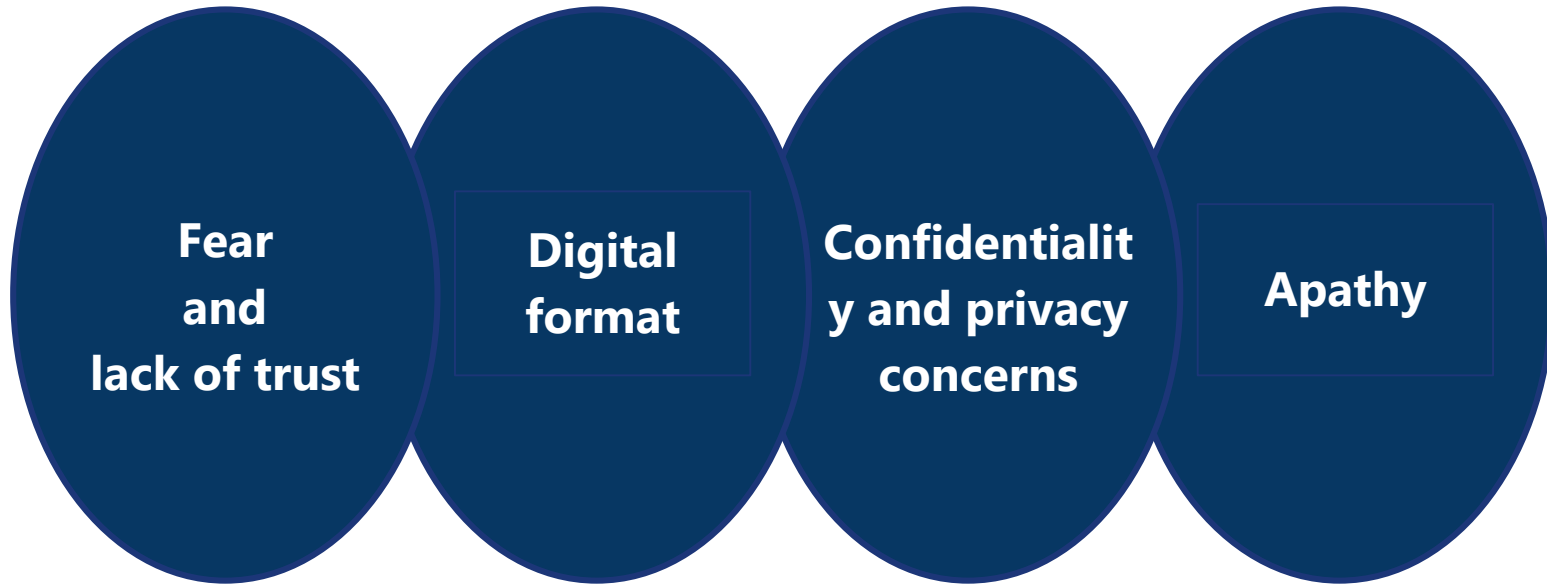 Fear
and
lack of trust
Digital
format
Confidentialit
y and privacy
concerns
Apathy